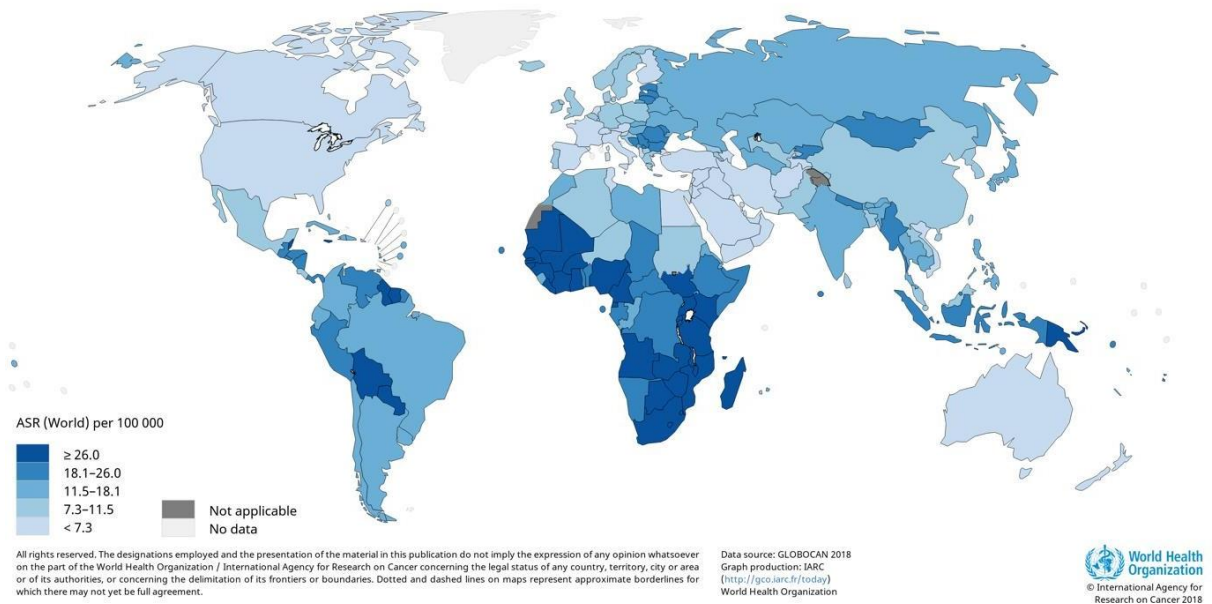 ASR (World) per 100 000
≥ 26.0
18.1–26.0
11.5–18.1
7.3–11.5
< 7.3
Not applicable
No data
All rights reserved. The designations employed and the presentation of the material in this publication do not imply the expression of any opinion whatsoever
on the part of the World Health Organization / International Agency for Research on Cancer concerning the legal status of any country, territory, city or area
or of its authorities, or concerning the delimitation of its frontiers or boundaries. Dotted and dashed lines on maps represent approximate borderlines for
which there may not yet be full agreement.
Data source: GLOBOCAN 2018
Graph production: IARC
(http://gco.iarc.fr/today)
World Health Organization
World Health
Organization
© International Agency for
Research on Cancer 2018